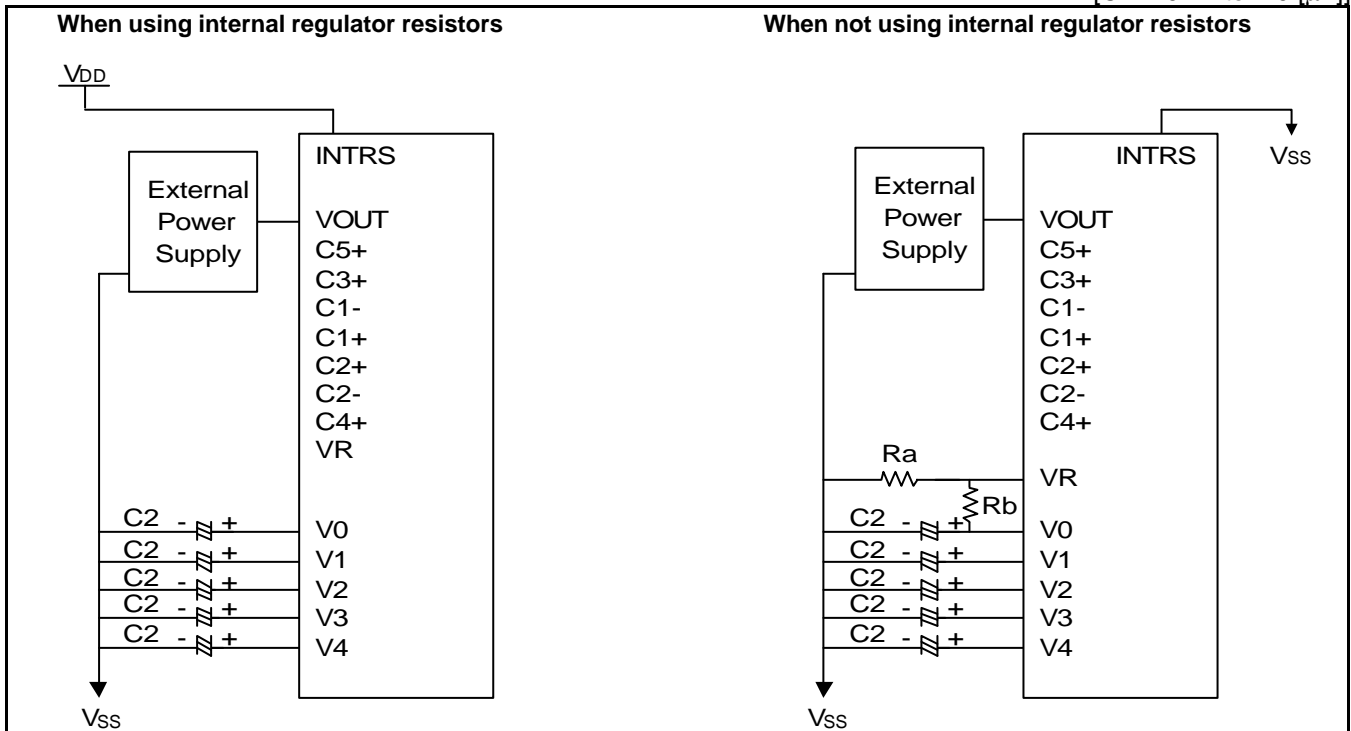 When using internal regulator resistors
VDD
INTRS
External
Power
Supply
VOUT
C5+
C3+
C1-
C1+
C2+
C2-
C4+
VR
C2 - + V0
C2 - + V1
C2 - + V2
C2 - + V3
C2 - + V4
VSS
When not using internal regulator resistors
INTRS
VSS
External
Power
Supply
VOUT
C5+
C3+
C1-
C1+
C2+
C2-
C4+
Ra
VR
Rb
C2 - + V0
C2 - + V1
C2 - + V2
C2 - + V3
C2 - + V4
VSS